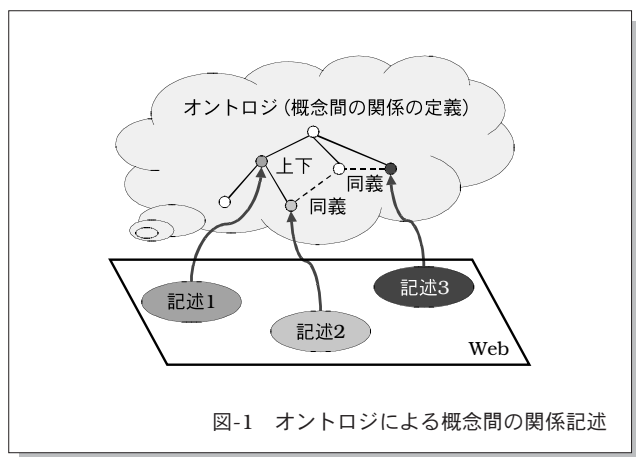 オントロジ（概念間の関係の定義）
上下
同義
同義
記述1
記述2
記述3
Web
図-1　オントロジによる概念間の関係記述